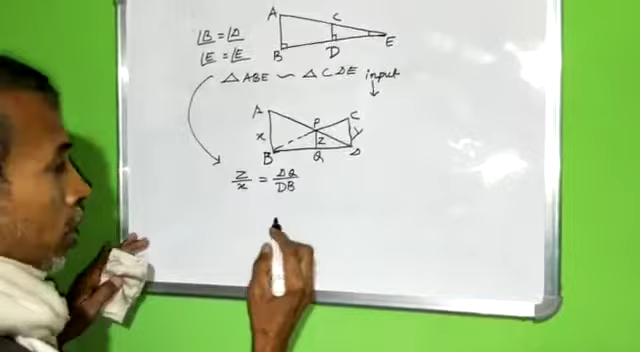 A
C
∠B = ∠D
∠E = ∠E
B
D
E
△ABE ∽ △CDE input
A
P
C
x
Z
y
B
Q
D
Z/x = DQ/DB